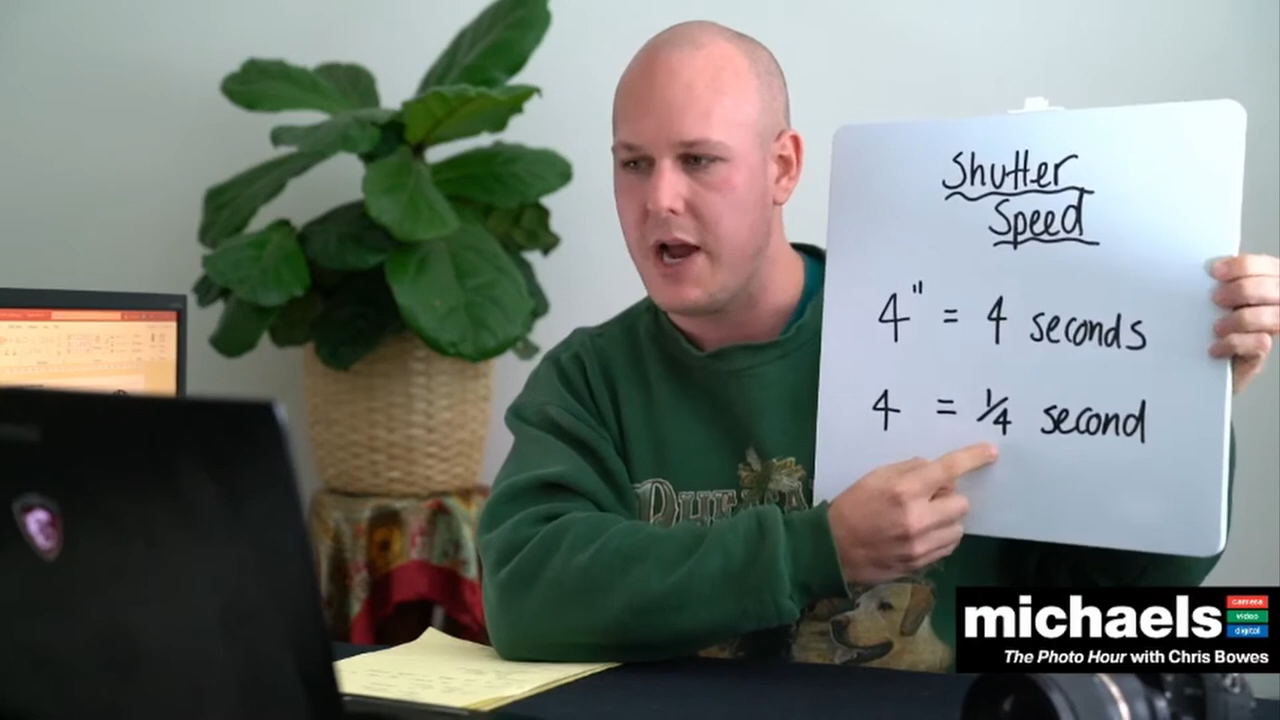 Shutter
Speed
4" = 4 seconds
4 = 1/4 second
michaels
camera
video
digital
The Photo Hour with Chris Bowes